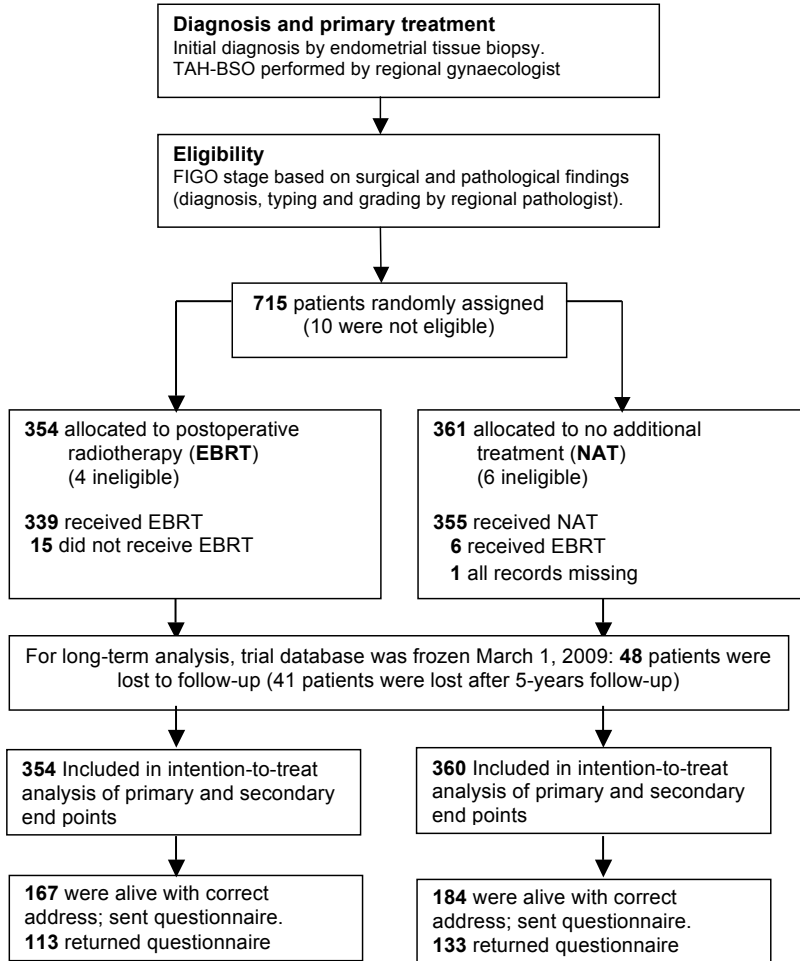 Diagnosis and primary treatment
Initial diagnosis by endometrial tissue biopsy.
TAH-BSO performed by regional gynaecologist
Eligibility
FIGO stage based on surgical and pathological findings
(diagnosis, typing and grading by regional pathologist).
715 patients randomly assigned
(10 were not eligible)
354 allocated to postoperative
radiotherapy (EBRT)
(4 ineligible)
339 received EBRT
15 did not receive EBRT
361 allocated to no additional
treatment (NAT)
(6 ineligible)
355 received NAT
6 received EBRT
1 all records missing
For long-term analysis, trial database was frozen March 1, 2009: 48 patients were
lost to follow-up (41 patients were lost after 5-years follow-up)
354 Included in intention-to-treat
analysis of primary and secondary
end points
360 Included in intention-to-treat
analysis of primary and secondary
end points
167 were alive with correct
address; sent questionnaire.
113 returned questionnaire
184 were alive with correct
address; sent questionnaire.
133 returned questionnaire